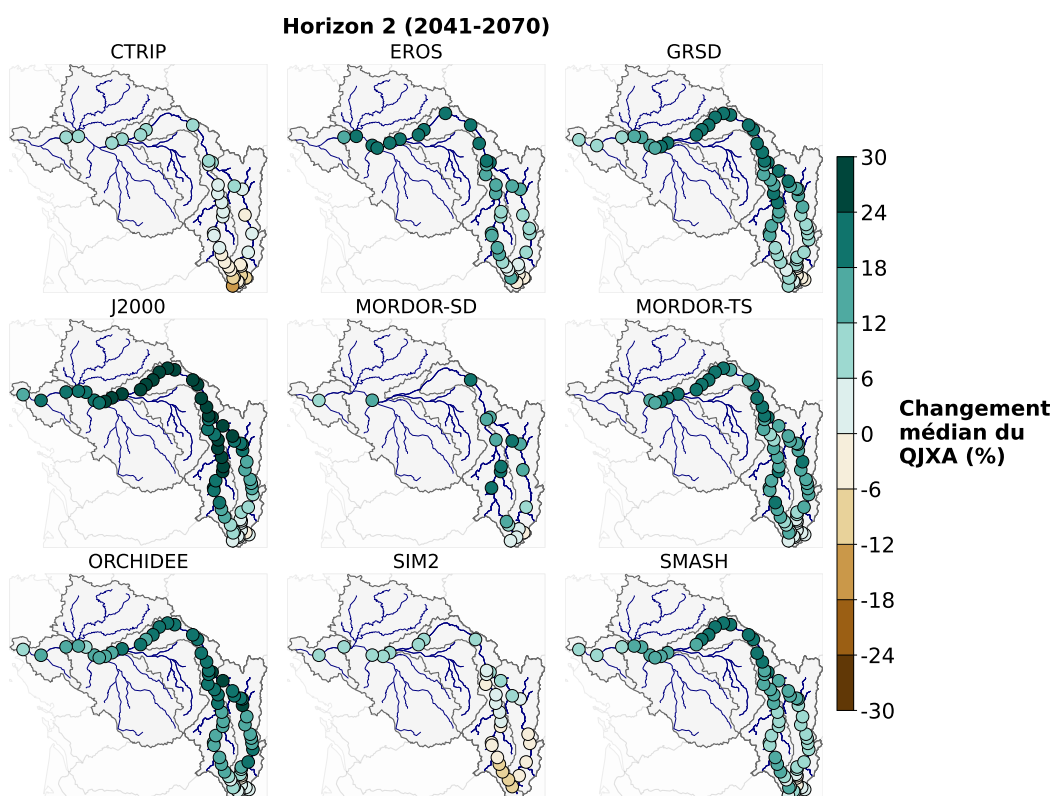 Horizon 2 (2041-2070)
CTRIP
EROS
GRSD
J2000
MORDOR-SD
MORDOR-TS
ORCHIDEE
SIM2
SMASH
30
24
18
12
6
0
-6
-12
-18
-24
-30
Changement
médian du
QJXA (%)